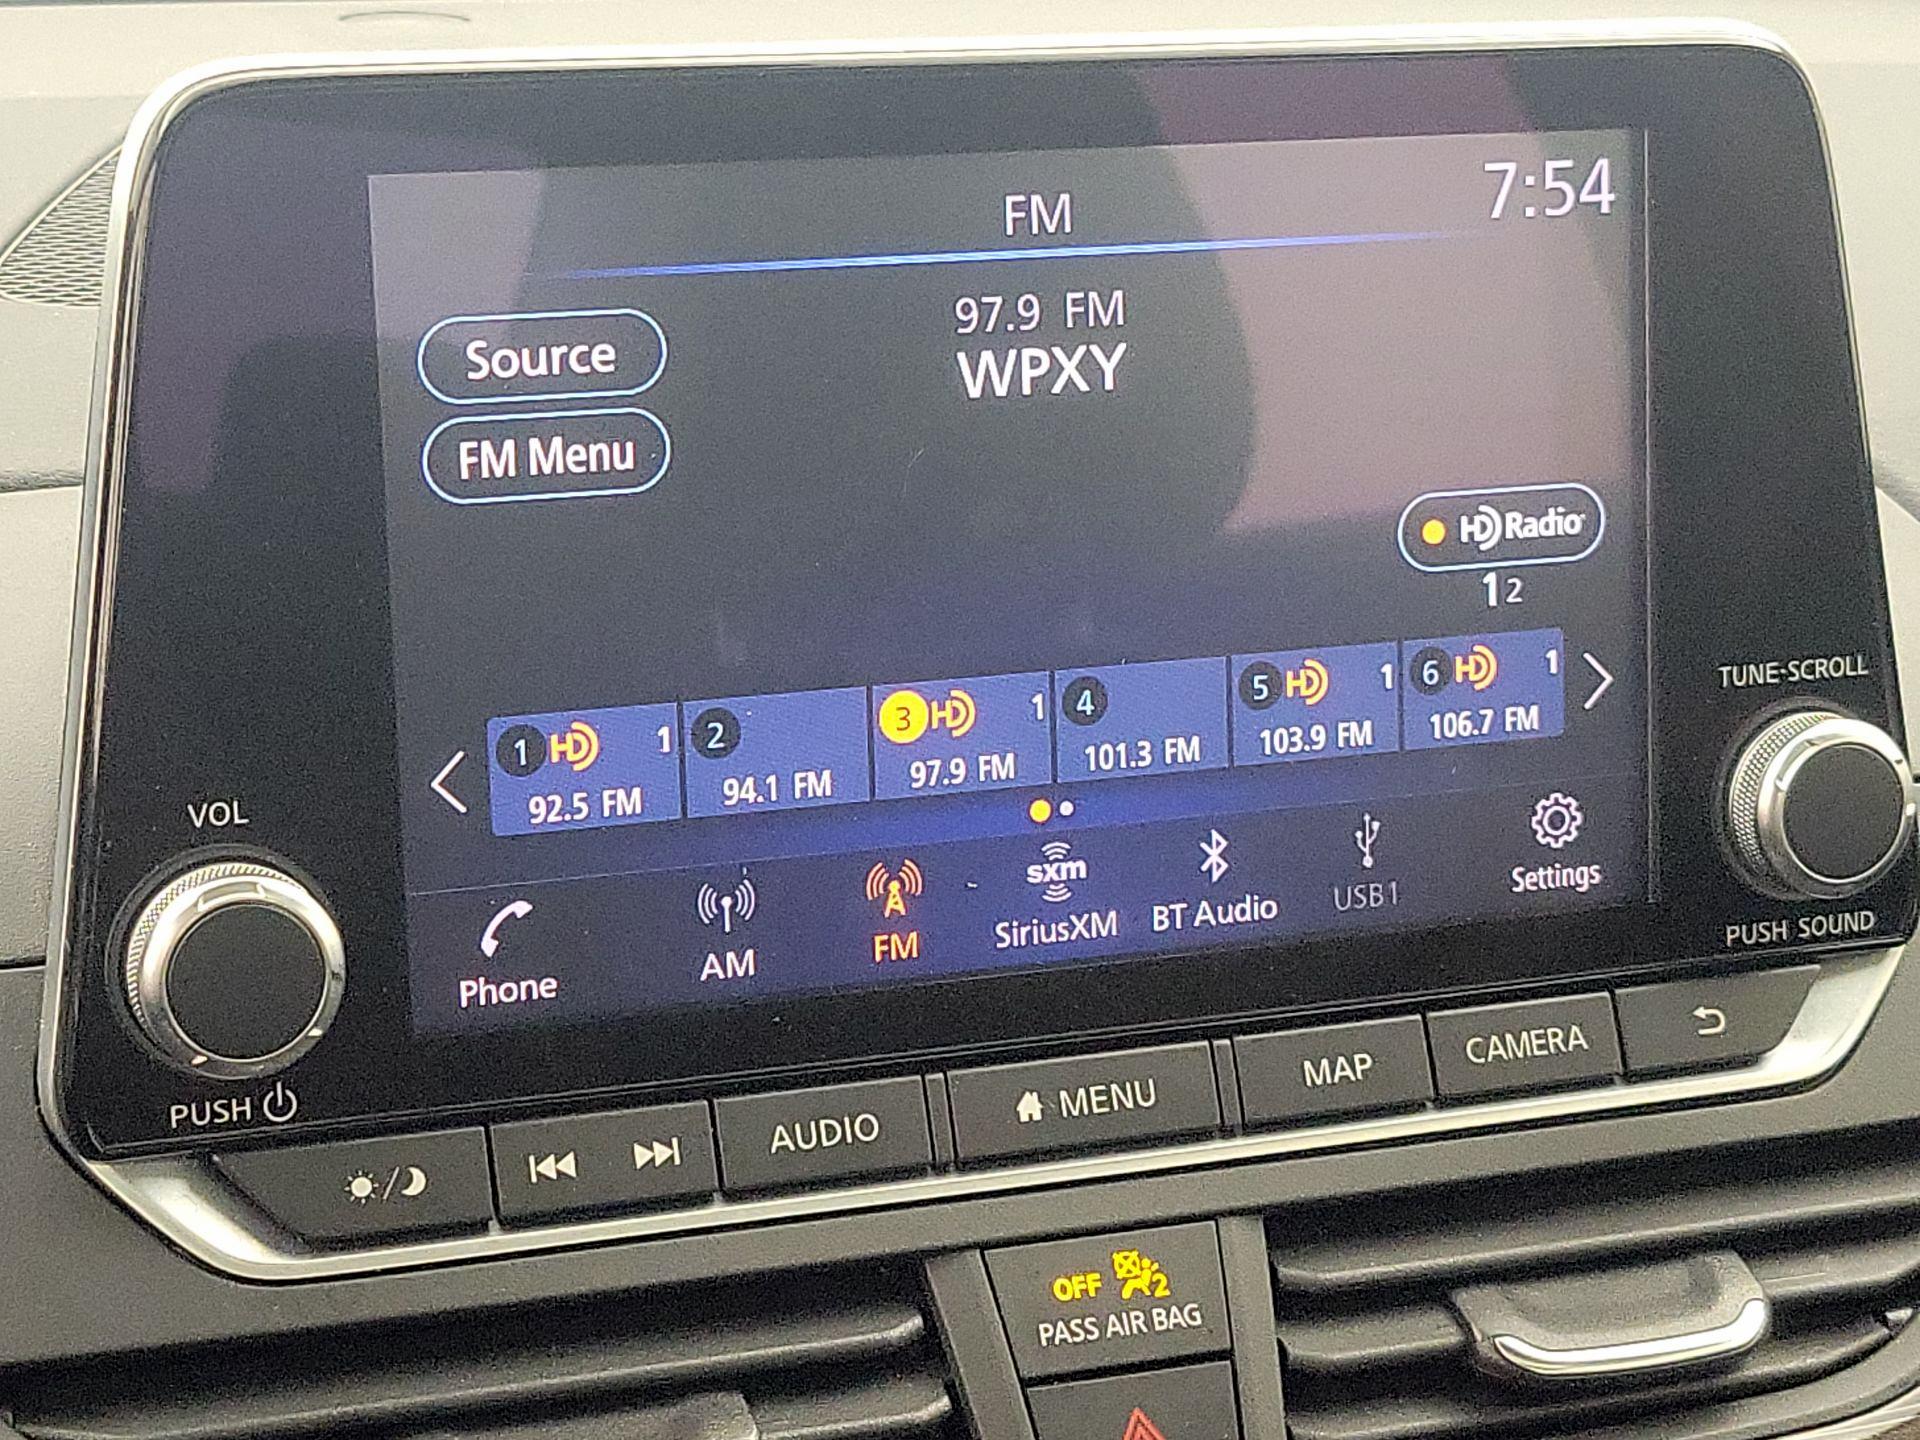 FM
7:54
97.9 FM
WPXY
Source
FM Menu
HD Radio
1 2
1 HD 1
92.5 FM
2
94.1 FM
3 HD 1
97.9 FM
4
101.3 FM
5 HD 1
103.9 FM
6 HD 1
106.7 FM
Phone
AM
FM
sxm
SiriusXM
BT Audio
USB1
Settings
VOL
PUSH
TUNE•SCROLL
PUSH SOUND
AUDIO
MENU
MAP
CAMERA
OFF 2
PASS AIR BAG